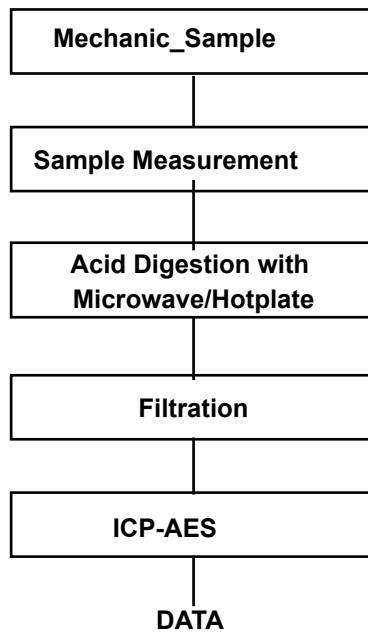 Mechanic_Sample
Sample Measurement
Acid Digestion with
Microwave/Hotplate
Filtration
ICP-AES
DATA